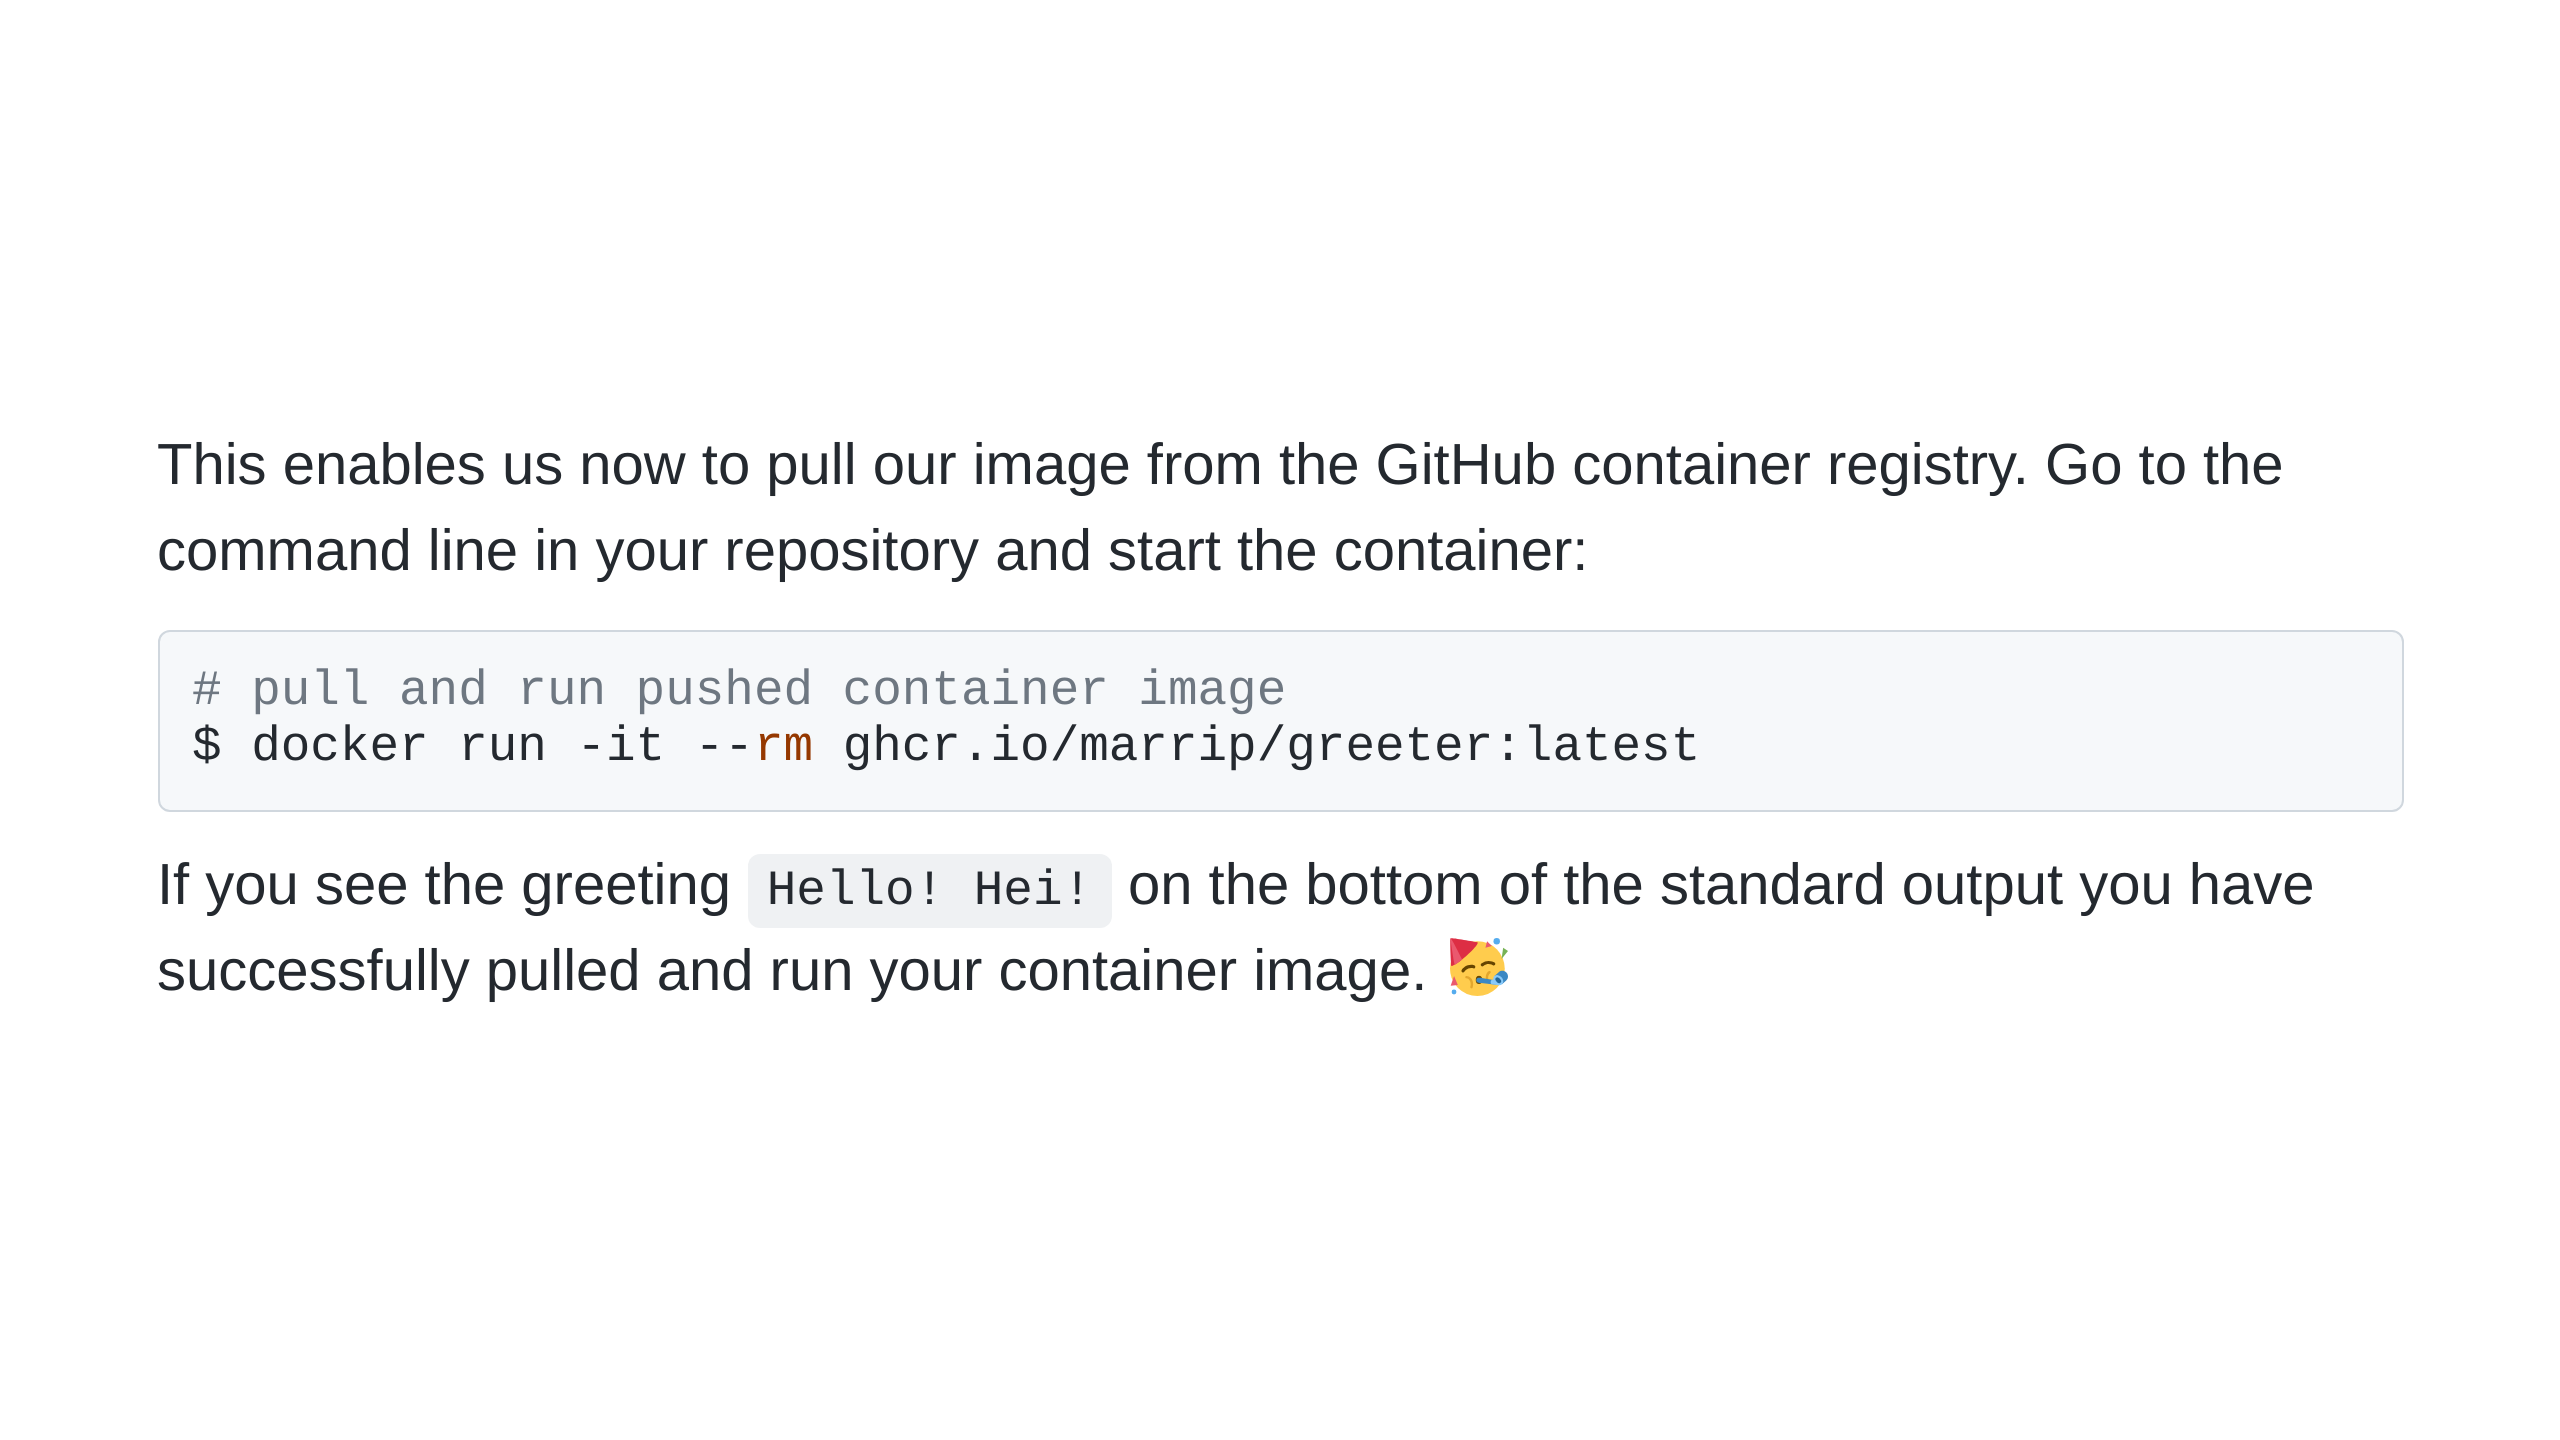 This enables us now to pull our image from the GitHub container registry. Go to the
command line in your repository and start the container:
# pull and run pushed container image
$ docker run -it --rm ghcr.io/marrip/greeter:latest
If you see the greeting Hello! Hei! on the bottom of the standard output you have
successfully pulled and run your container image. 🥳